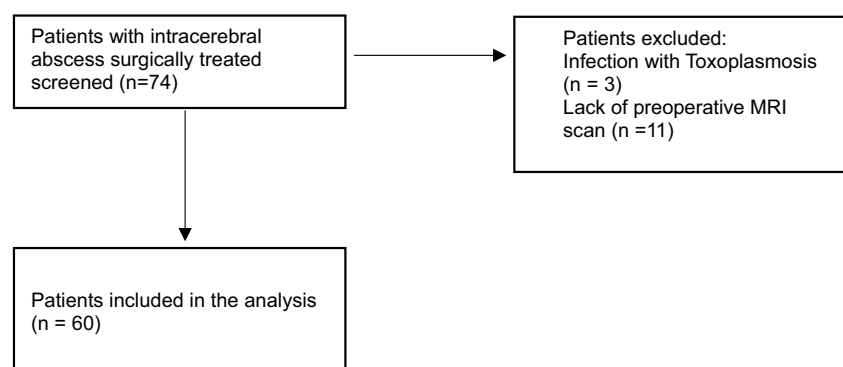 Patients with intracerebral
abscess surgically treated
screened (n=74)
Patients excluded:
Infection with Toxoplasmosis
(n = 3)
Lack of preoperative MRI
scan (n =11)
Patients included in the analysis
(n = 60)